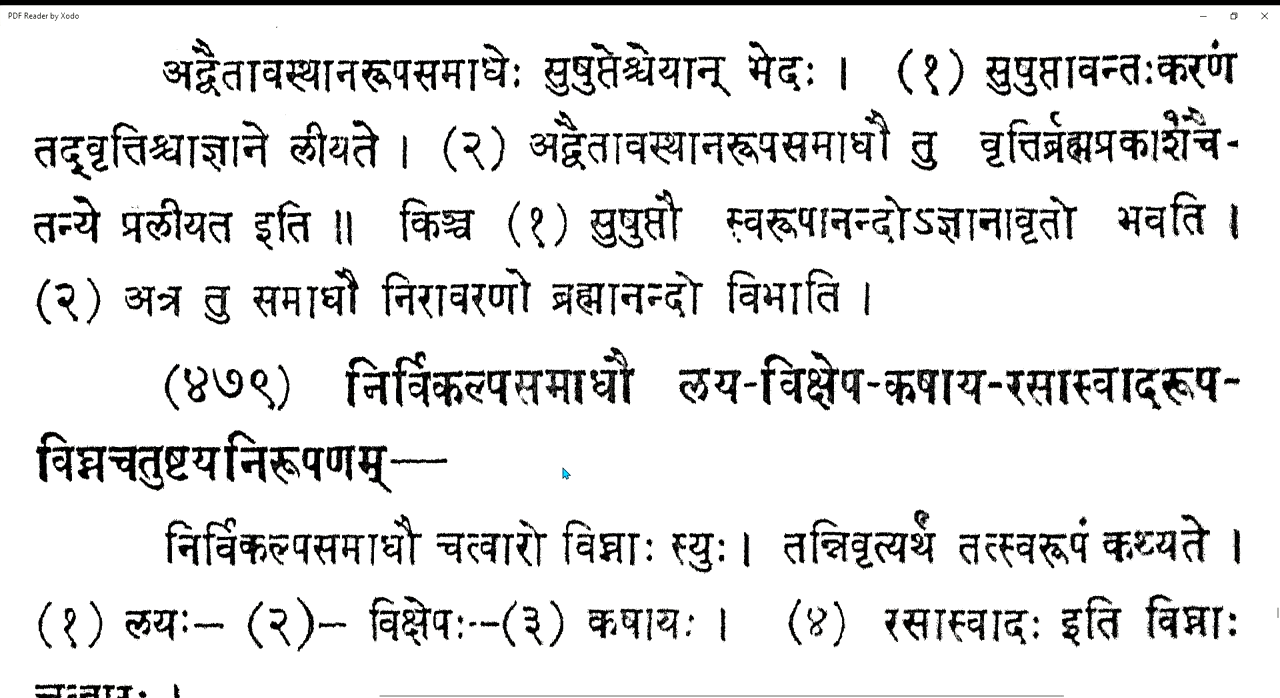 PDF Reader by Xodo
अद्वैतावस्थानरूपसमाधेः सुषुप्तेश्चेयान् भेदः । (१) सुषुप्तावन्तःकरणं
तद्वृत्तिश्चाज्ञाने लीयते । (२) अद्वैतावस्थानरूपसमाधौ तु वृत्तिर्ब्रह्मप्रकाशेचै-
तन्ये प्रलीयत इति ॥ किञ्च (१) सुषुप्तौ स्वरूपानन्दोऽज्ञानावृतो भवति ।
(२) अत्र तु समाधौ निरावरणो ब्रह्मानन्दो विभाति ।
(४७९) निर्विकल्पसमाधौ लय-विक्षेप-कषाय-रसास्वादरूप-
विघ्नचतुष्टयनिरूपणम्—
निर्विकल्पसमाधौ चत्वारो विघ्नाः स्युः । तन्निवृत्यर्थं तत्स्वरूपं कथ्यते ।
(१) लयः— (२)— विक्षेपः--(३) कषायः । (४) रसास्वादः इति विघ्नाः